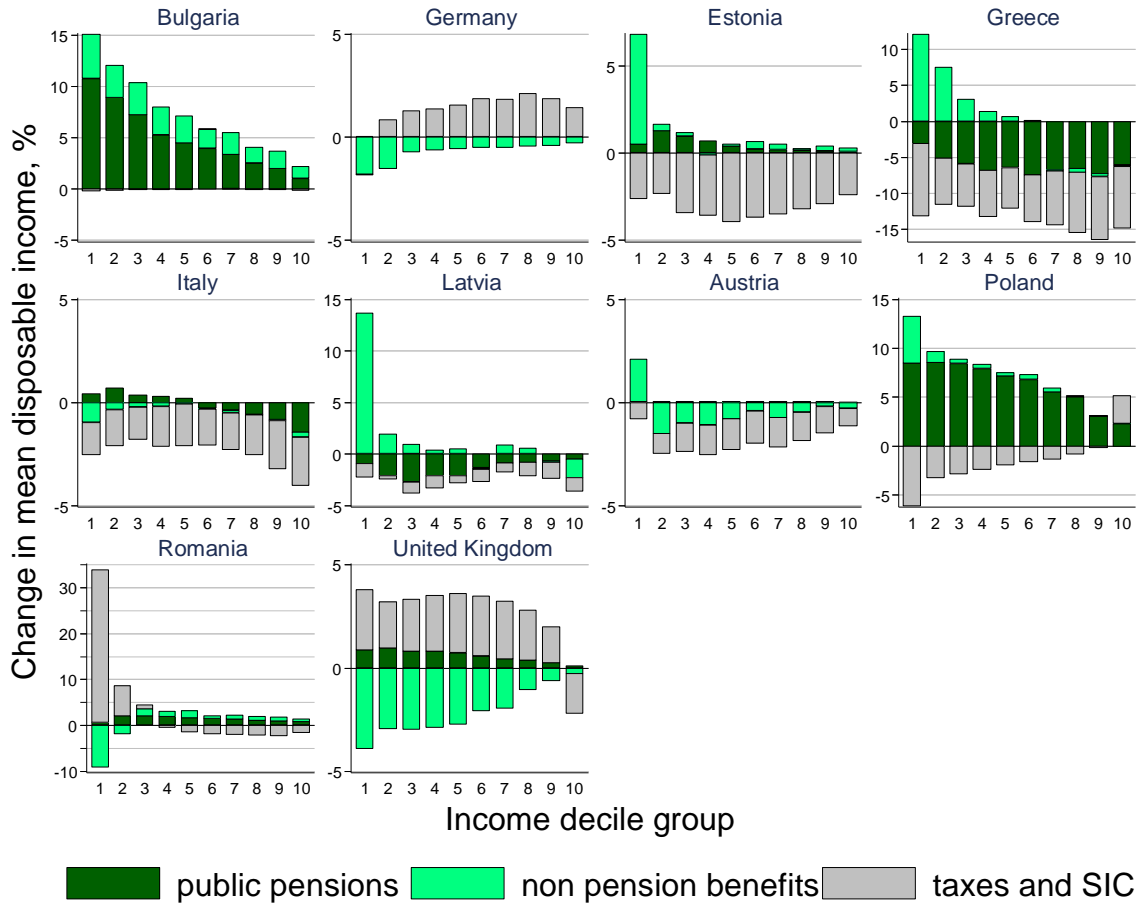 Change in mean disposable income, %
Bulgaria
15
10
5
0
-5
1 2 3 4 5 6 7 8 9 10
Germany
5
0
-5
1 2 3 4 5 6 7 8 9 10
Estonia
5
0
-5
1 2 3 4 5 6 7 8 9 10
Greece
10
5
0
-5
-10
-15
1 2 3 4 5 6 7 8 9 10
Italy
5
0
-5
1 2 3 4 5 6 7 8 9 10
Latvia
15
10
5
0
-5
1 2 3 4 5 6 7 8 9 10
Austria
5
0
-5
1 2 3 4 5 6 7 8 9 10
Poland
15
10
5
0
-5
1 2 3 4 5 6 7 8 9 10
Romania
30
20
10
0
-10
1 2 3 4 5 6 7 8 9 10
United Kingdom
5
0
-5
1 2 3 4 5 6 7 8 9 10
Income decile group
public pensions non pension benefits taxes and SIC